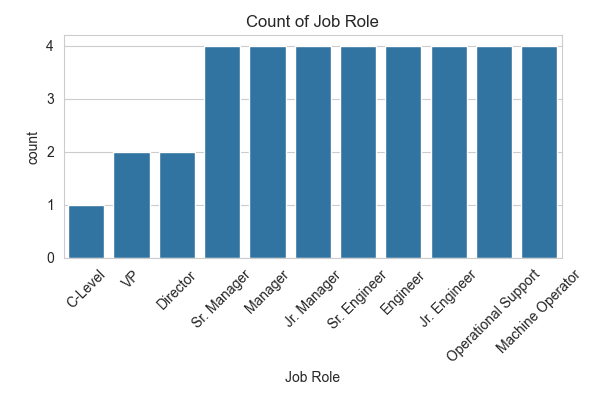 Count of Job Role
4
3
2
1
0
count
C-Level
VP
Director
Sr. Manager
Manager
Jr. Manager
Sr. Engineer
Engineer
Jr. Engineer
Operational Support
Machine Operator
Job Role